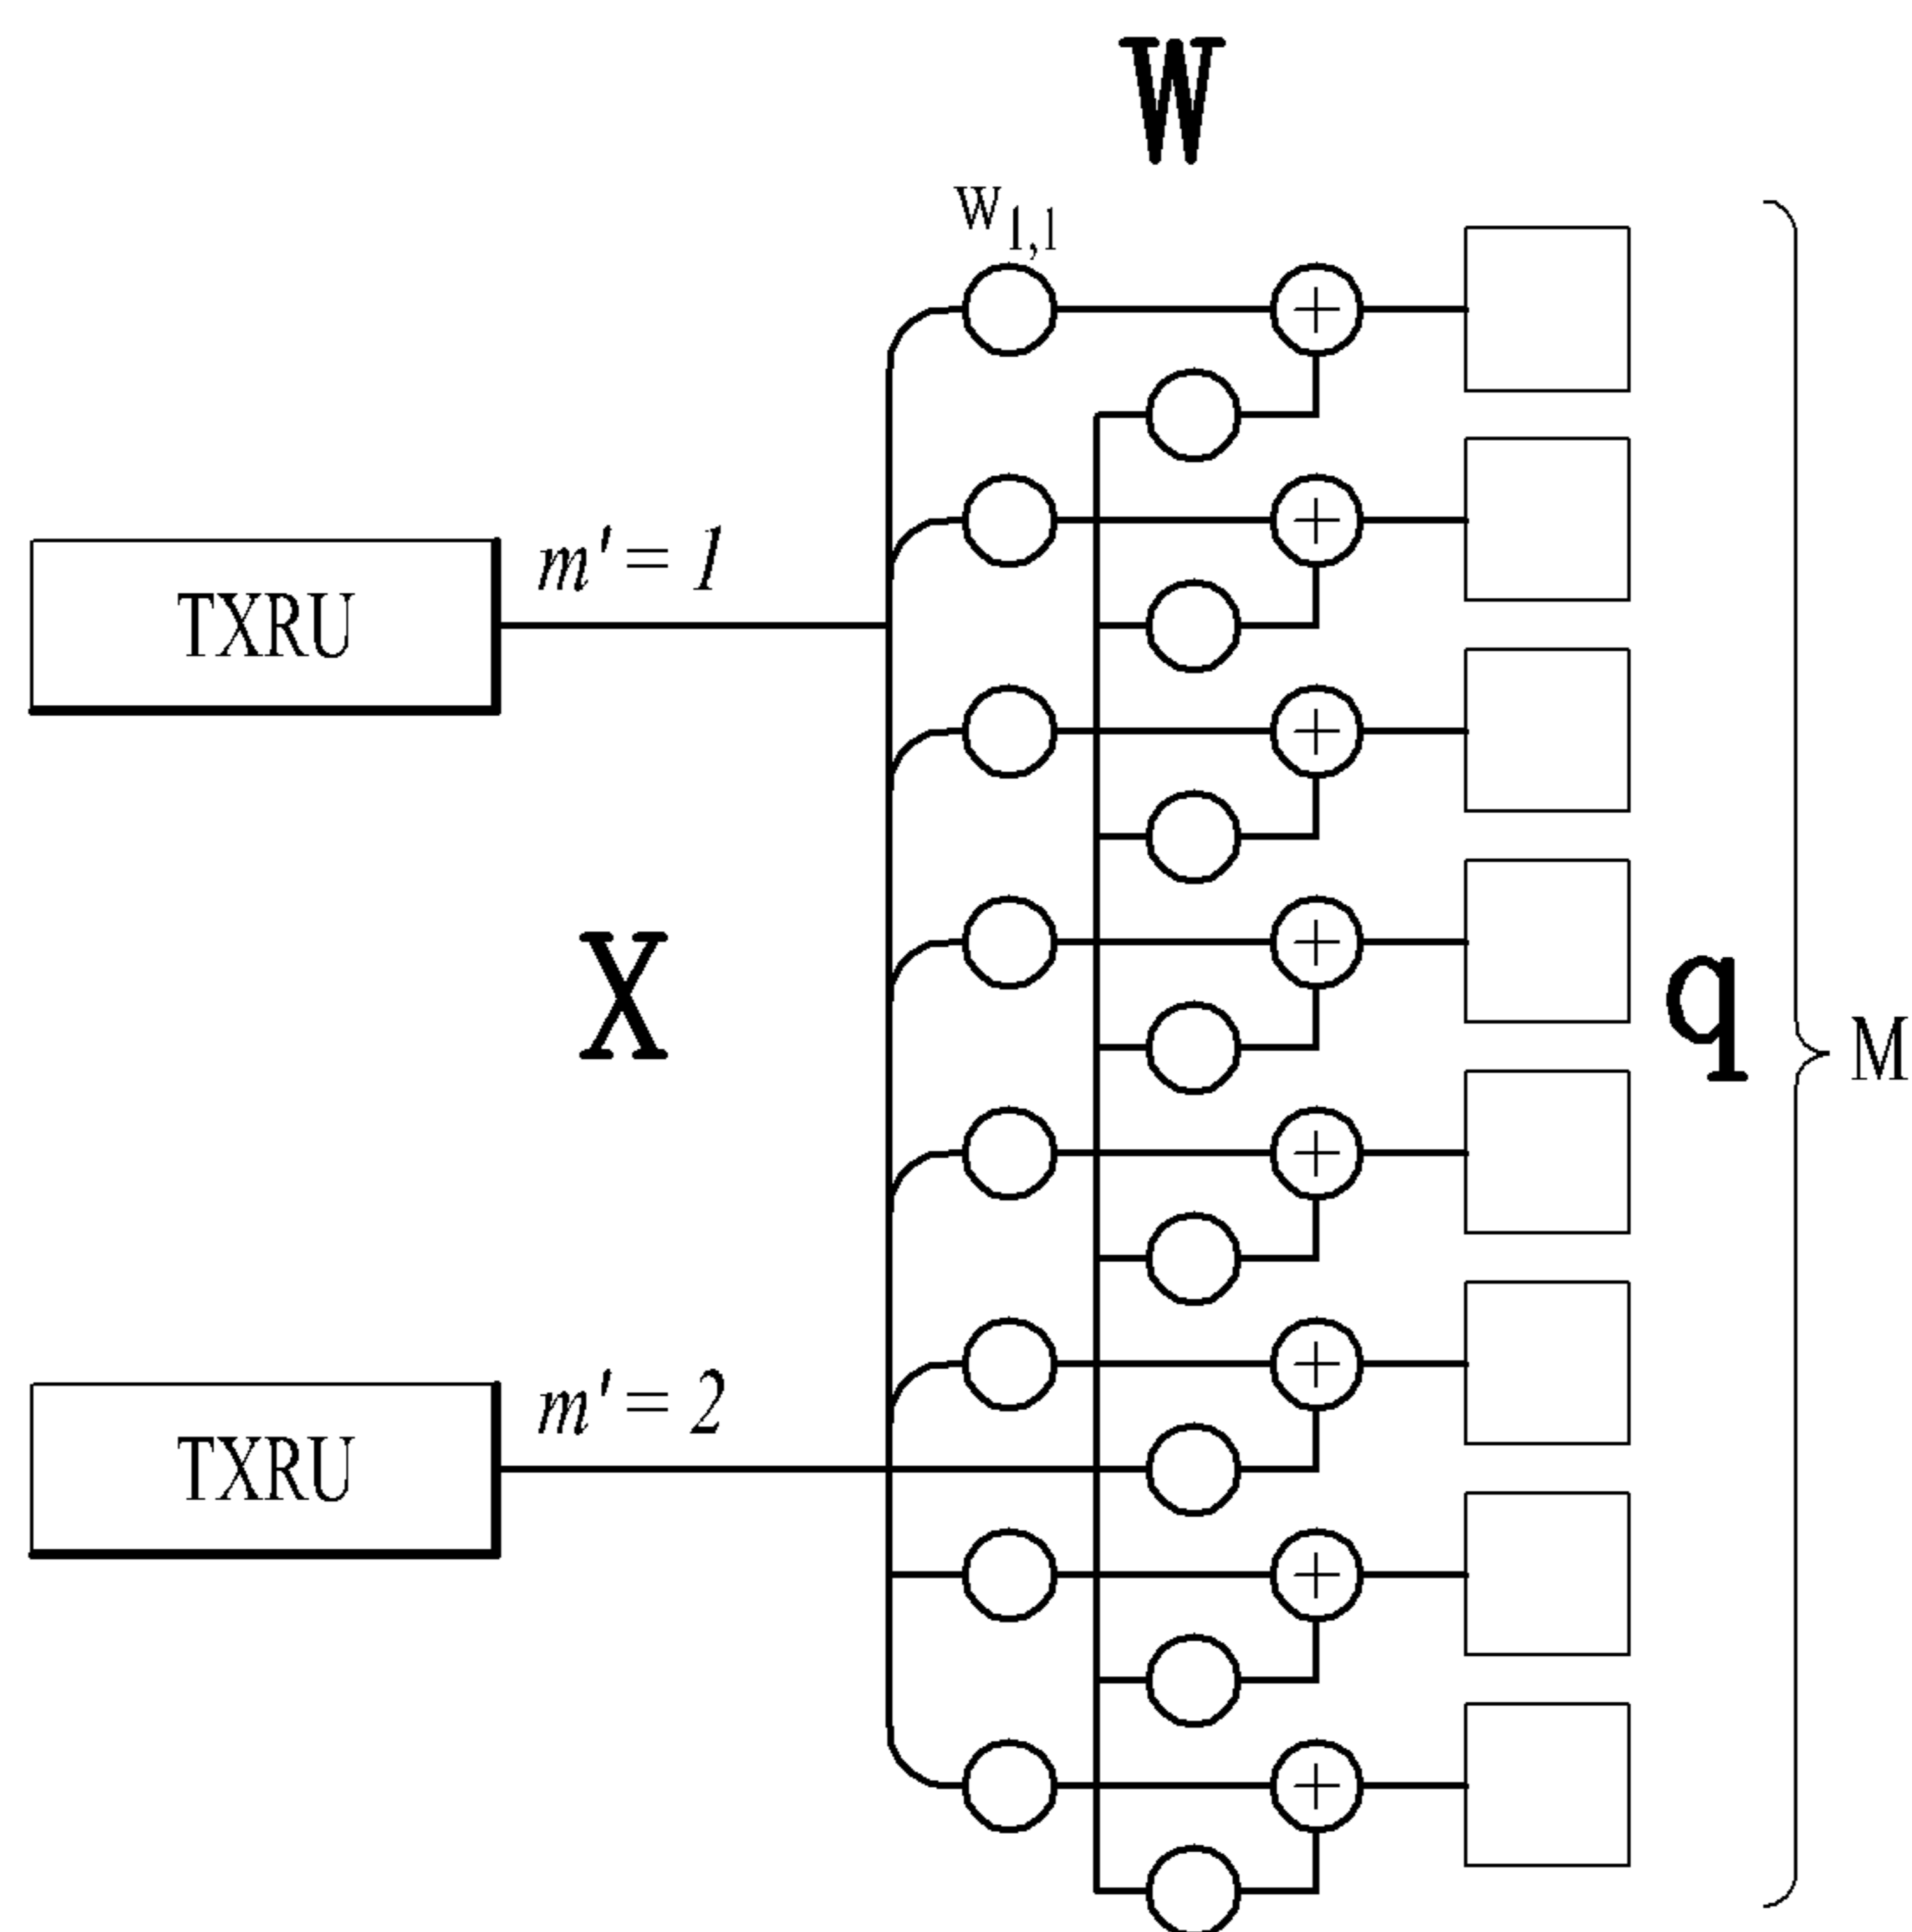 W
w1,1
m' = 1
TXRU
X
q
M
m' = 2
TXRU